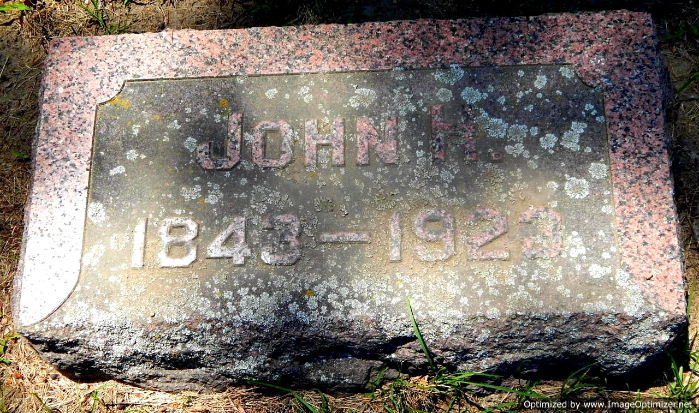 JOHN H.
1843-1923
Optimized by www.ImageOptimizer.net